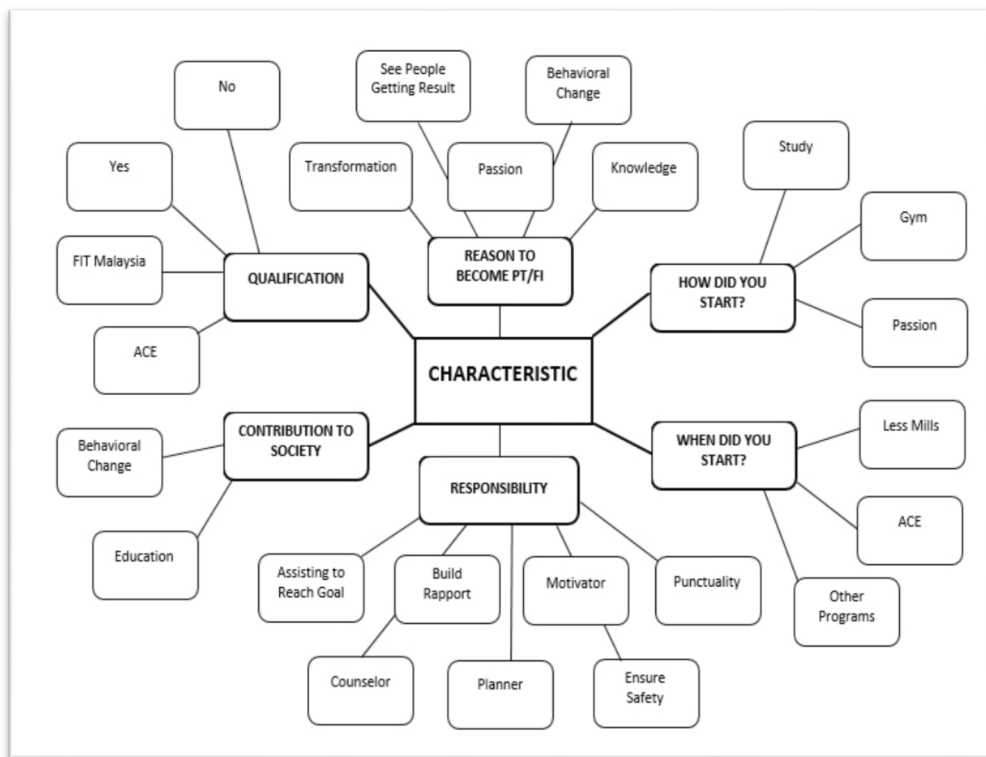 No
See People
Getting Result
Behavioral
Change
Yes
Transformation
Passion
Knowledge
Study
FIT Malaysia
QUALIFICATION
REASON TO
BECOME PT/FI
HOW DID YOU
START?
Gym
ACE
CHARACTERISTIC
Passion
Behavioral
Change
CONTRIBUTION TO
SOCIETY
WHEN DID YOU
START?
Less Mills
Education
RESPONSIBILITY
ACE
Assisting to
Reach Goal
Build
Rapport
Motivator
Punctuality
Other
Programs
Counselor
Planner
Ensure
Safety